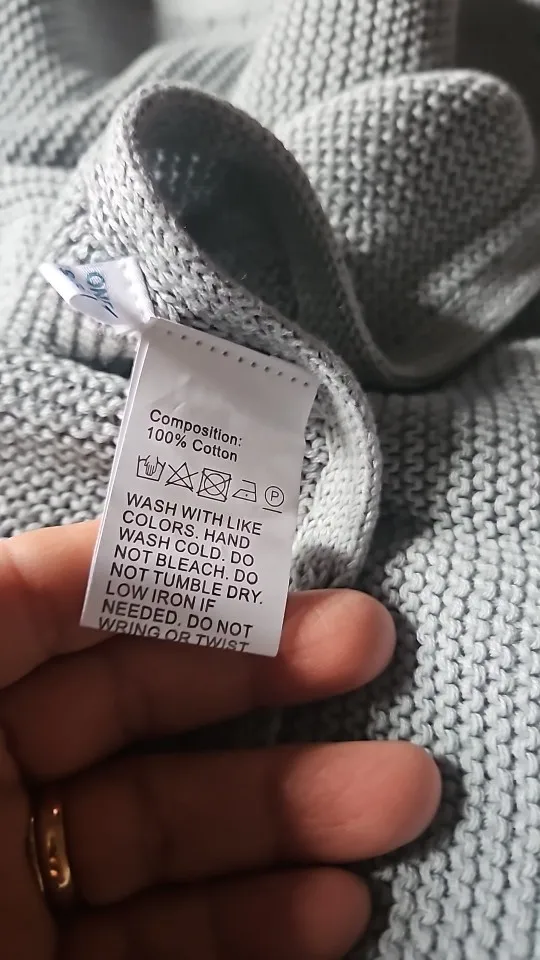 Composition:
100% Cotton
P
WASH WITH LIKE
COLORS. HAND
WASH COLD. DO
NOT BLEACH. DO
NOT TUMBLE DRY.
LOW IRON IF
NEEDED. DO NOT
WRING OR TWIST